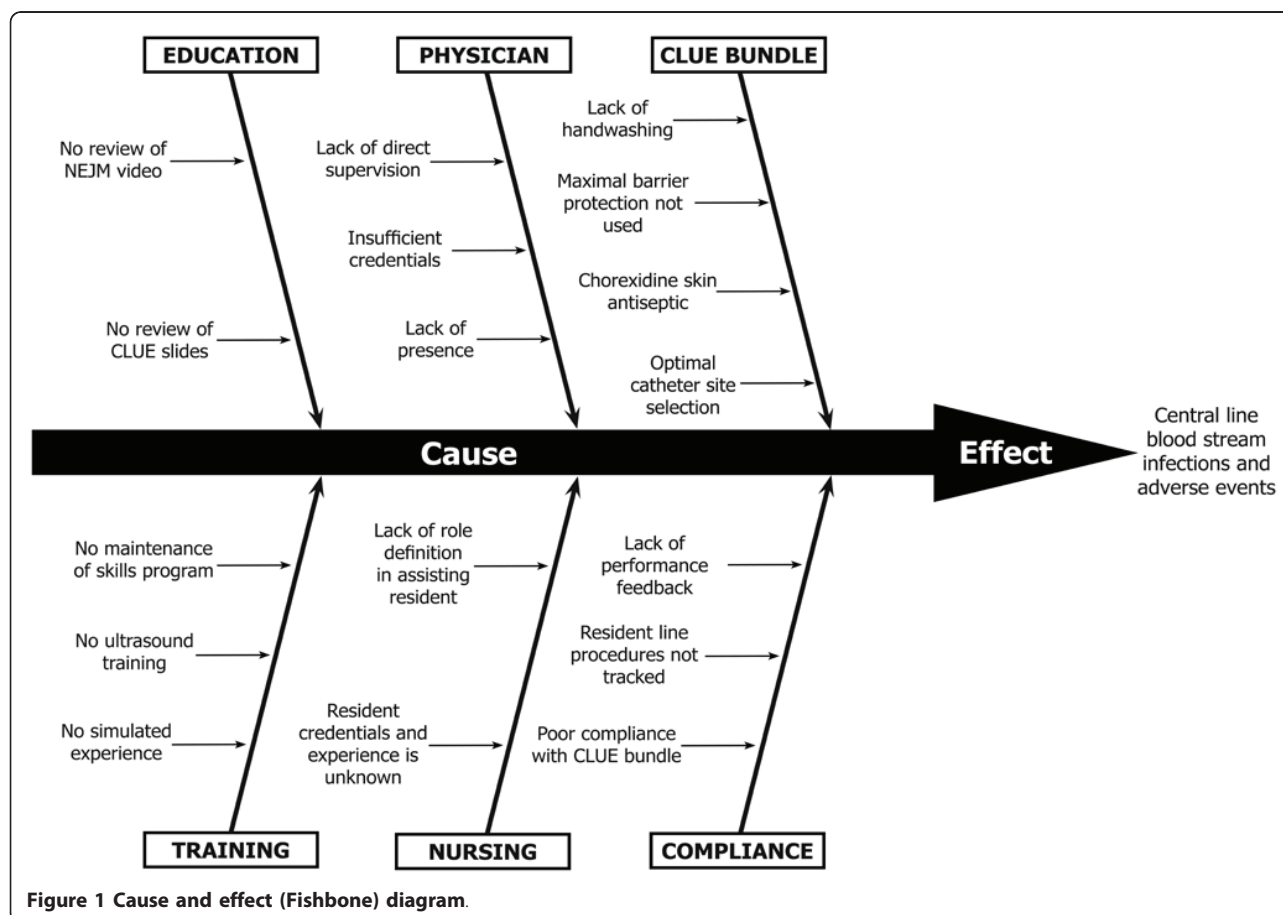 EDUCATION
No review of
NEJM video
No review of
CLUE slides
PHYSICIAN
Lack of direct
supervision
Insufficient
credentials
Lack of
presence
CLUE BUNDLE
Lack of
handwashing
Maximal barrier
protection not
used
Chorexidine skin
antiseptic
Optimal
catheter site
selection
Cause
Effect
Central line
blood stream
infections and
adverse events
No maintenance
of skills program
No ultrasound
training
No simulated
experience
TRAINING
Lack of role
definition
in assisting
resident
Resident
credentials and
experience is
unknown
NURSING
Lack of
performance
feedback
Resident line
procedures not
tracked
Poor compliance
with CLUE bundle
COMPLIANCE
Figure 1 Cause and effect (Fishbone) diagram.